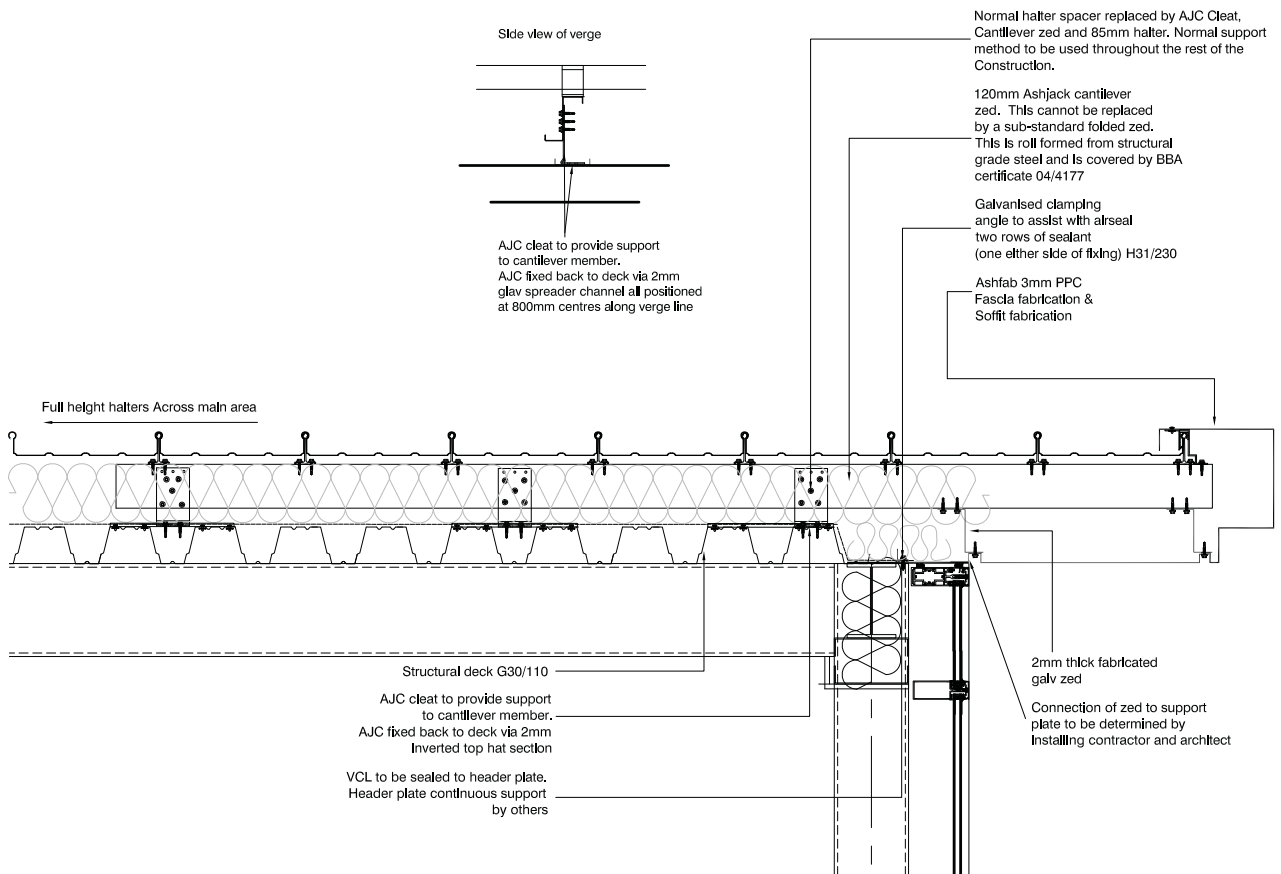 Side view of verge
Normal halter spacer replaced by AJC Cleat,
Cantilever zed and 85mm halter. Normal support
method to be used throughout the rest of the
Construction.
120mm Ashjack cantilever
zed. This cannot be replaced
by a sub-standard folded zed.
This is roll formed from structural
grade steel and is covered by BBA
certificate 04/4177
Galvanised clamping
angle to assist with airseal
two rows of sealant
(one either side of fixing) H31/230
AJC cleat to provide support
to cantilever member.
AJC fixed back to deck via 2mm
glav spreader channel all positioned
at 800mm centres along verge line
Ashfab 3mm PPC
Fascia fabrication &
Soffit fabrication
Full height halters Across main area
Structural deck G30/110
AJC cleat to provide support
to cantilever member.
AJC fixed back to deck via 2mm
Inverted top hat section
VCL to be sealed to header plate.
Header plate continuous support
by others
2mm thick fabricated
galv zed
Connection of zed to support
plate to be determined by
installing contractor and architect